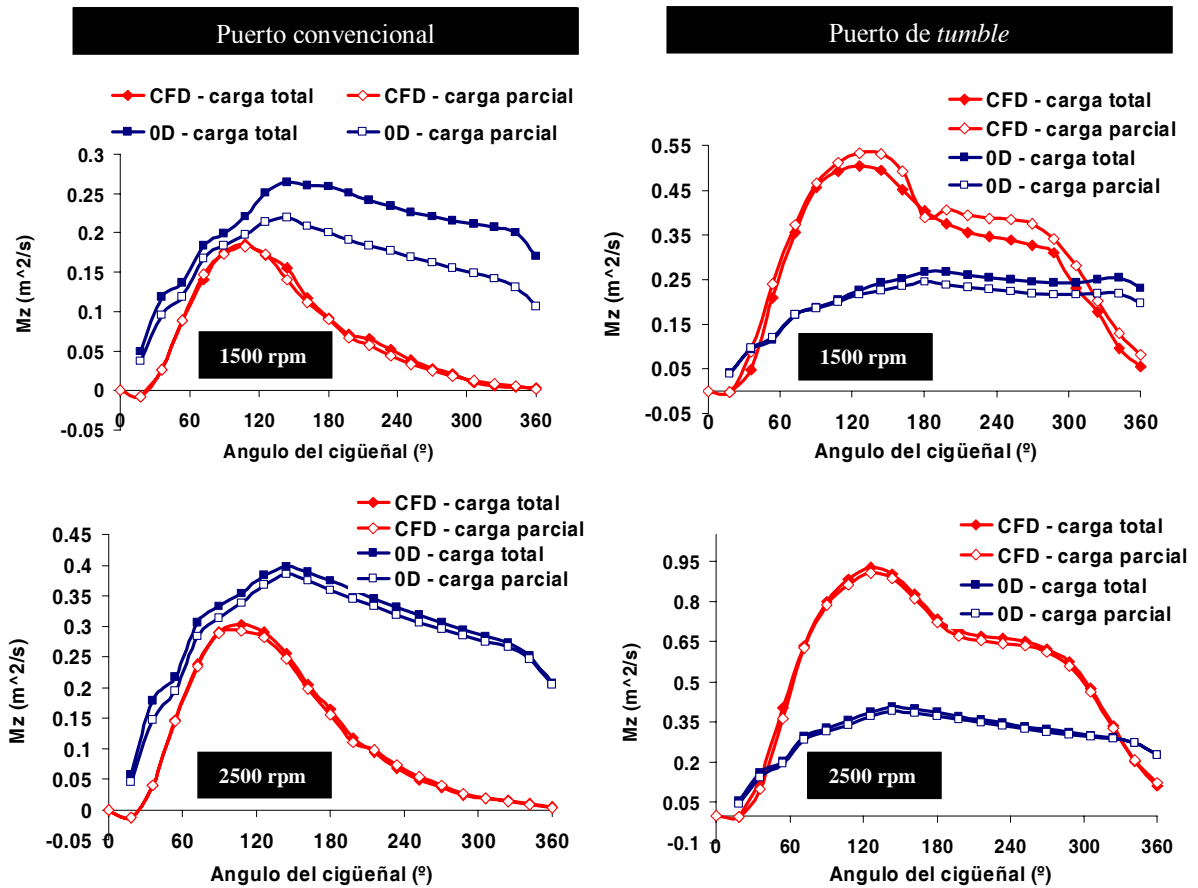 Puerto convencional
Puerto de tumble
CFD - carga total
CFD - carga parcial
0D - carga total
0D - carga parcial
0.3
0.25
0.2
0.15
0.1
0.05
0
-0.05
Mz (m^2/s)
1500 rpm
0 60 120 180 240 300 360
Angulo del cigüeñal (º)
CFD - carga total
CFD - carga parcial
0D - carga total
0D - carga parcial
0.55
0.45
0.35
0.25
0.15
0.05
-0.05
Mz (m^2/s)
1500 rpm
0 60 120 180 240 300 360
Angulo del cigüeñal (º)
CFD - carga total
CFD - carga parcial
0D - carga total
0D - carga parcial
0.45
0.4
0.35
0.3
0.25
0.2
0.15
0.1
0.05
0
-0.05
Mz (m^2/s)
2500 rpm
0 60 120 180 240 300 360
Angulo del cigüeñal (º)
CFD - carga total
CFD - carga parcial
0D - carga total
0D - carga parcial
0.95
0.8
0.65
0.5
0.35
0.2
0.05
-0.1
Mz (m^2/s)
2500 rpm
0 60 120 180 240 300 360
Angulo del cigüeñal (º)